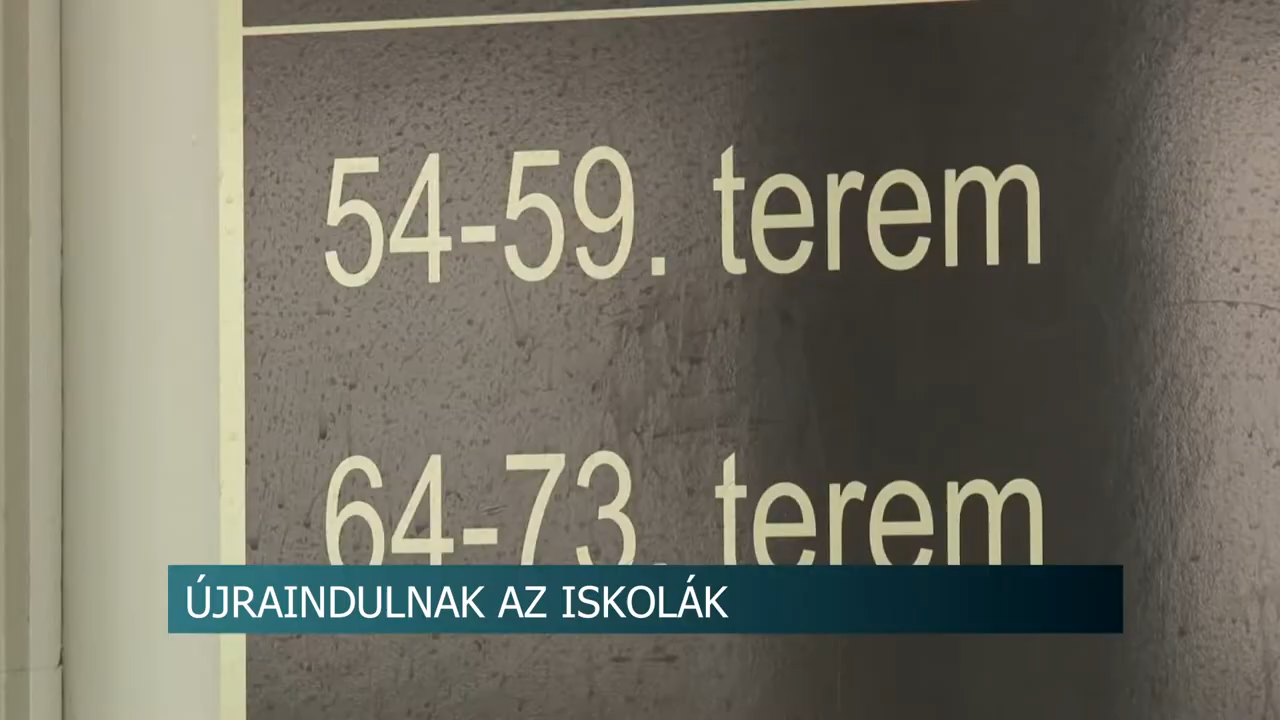 54-59. terem
64-73. terem
ÚJRAINDULNAK AZ ISKOLÁK